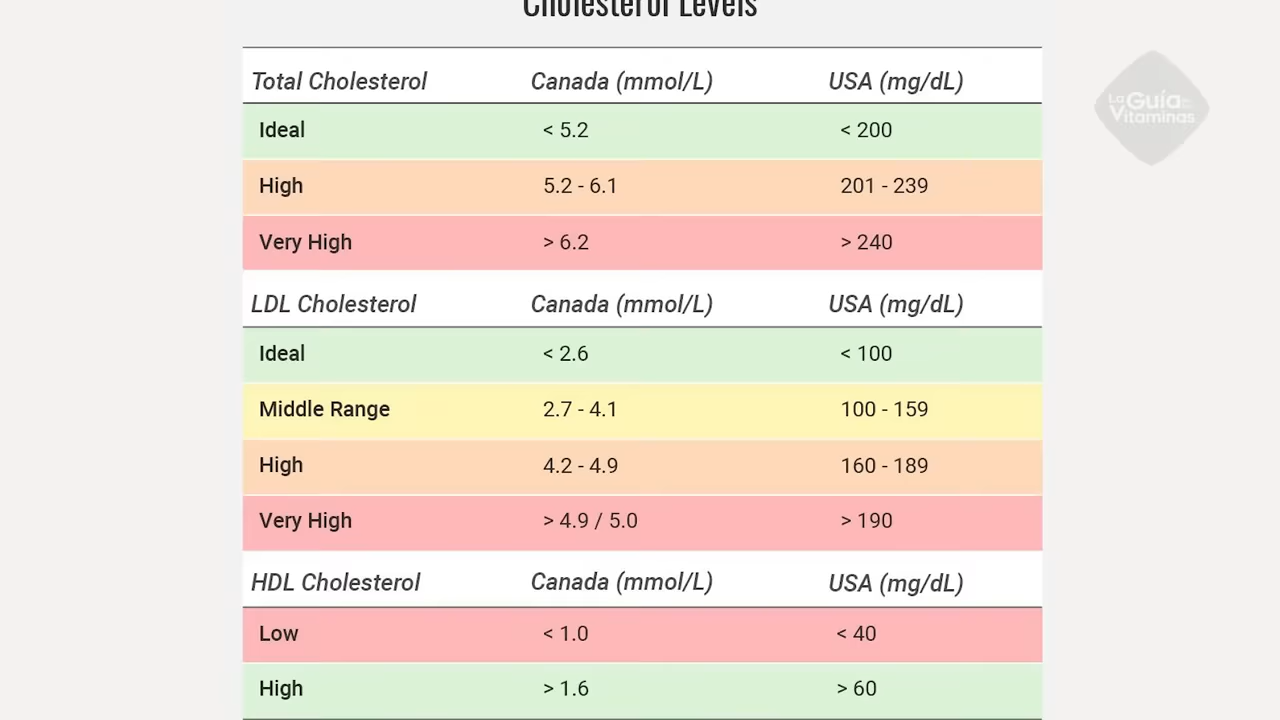 Cholesterol Levels
Total Cholesterol Canada (mmol/L) USA (mg/dL)
Ideal < 5.2 < 200
High 5.2 - 6.1 201 - 239
Very High > 6.2 > 240
LDL Cholesterol Canada (mmol/L) USA (mg/dL)
Ideal < 2.6 < 100
Middle Range 2.7 - 4.1 100 - 159
High 4.2 - 4.9 160 - 189
Very High > 4.9 / 5.0 > 190
HDL Cholesterol Canada (mmol/L) USA (mg/dL)
Low < 1.0 < 40
High > 1.6 > 60
La Guía
Vitaminas